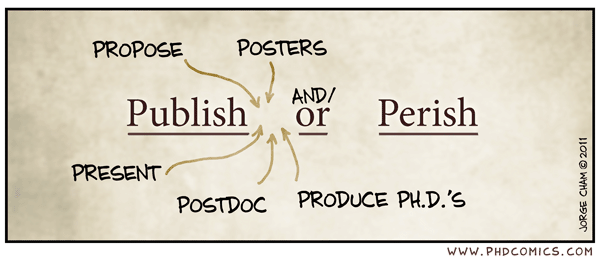 PROPOSE POSTERS
AND/
Publish or Perish
PRESENT
POSTDOC
PRODUCE PH.D.'S
JORGE CHAM © 2011
WWW.PHDCOMICS.COM